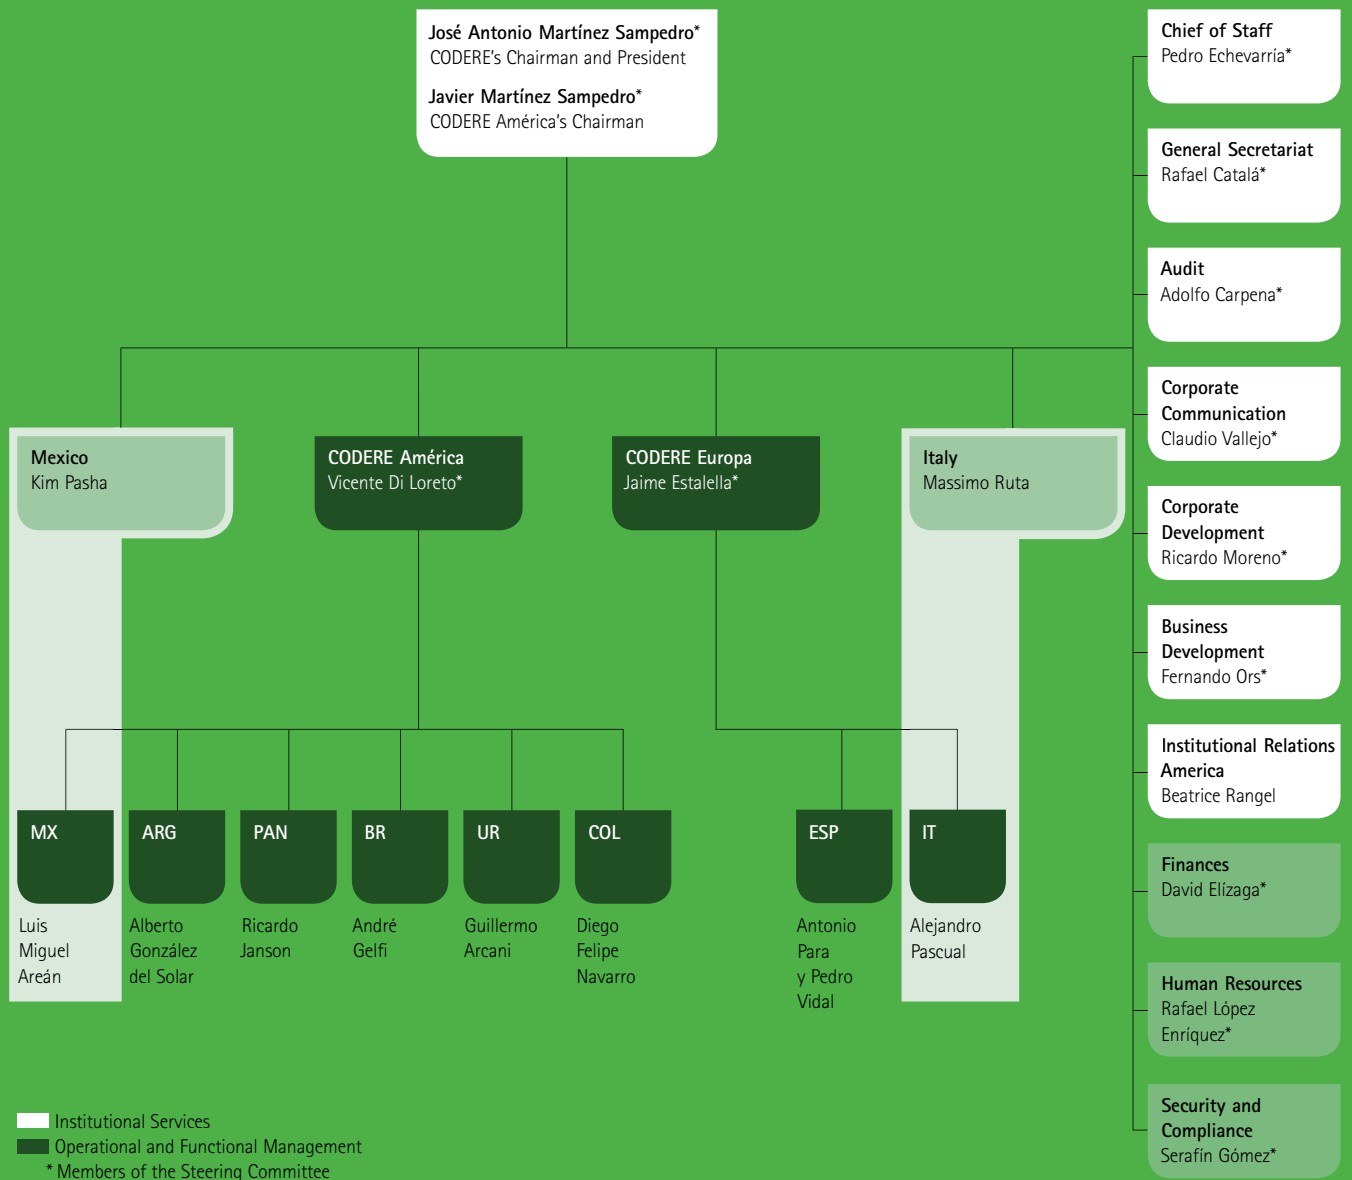 José Antonio Martínez Sampedro*
CODERE's Chairman and President
Javier Martínez Sampedro*
CODERE América's Chairman
Chief of Staff
Pedro Echevarría*
General Secretariat
Rafael Catalá*
Audit
Adolfo Carpena*
Corporate
Communication
Claudio Vallejo*
Corporate
Development
Ricardo Moreno*
Business
Development
Fernando Ors*
Institutional Relations
America
Beatrice Rangel
Finances
David Elízaga*
Human Resources
Rafael López
Enríquez*
Security and
Compliance
Serafín Gómez*
Mexico
Kim Pasha
CODERE América
Vicente Di Loreto*
CODERE Europa
Jaime Estalella*
Italy
Massimo Ruta
MX
Luis
Miguel
Areán
ARG
Alberto
González
del Solar
PAN
Ricardo
Janson
BR
André
Gelfi
UR
Guillermo
Arcani
COL
Diego
Felipe
Navarro
ESP
Antonio
Para
y Pedro
Vidal
IT
Alejandro
Pascual
Institutional Services
Operational and Functional Management
* Members of the Steering Committee